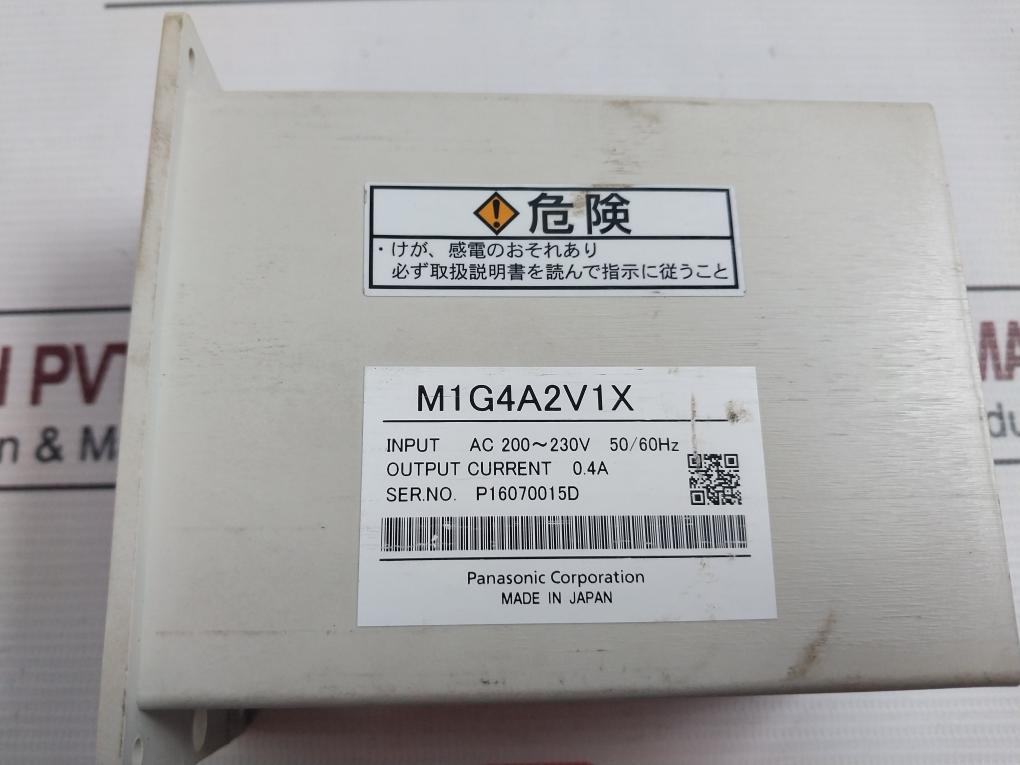 危険
・けが、感電のおそれあり
必ず取扱説明書を読んで指示に従うこと
M1G4A2V1X
INPUT AC 200～230V 50/60Hz
OUTPUT CURRENT 0.4A
SER.NO. P16070015D
Panasonic Corporation
MADE IN JAPAN
PVT
& M